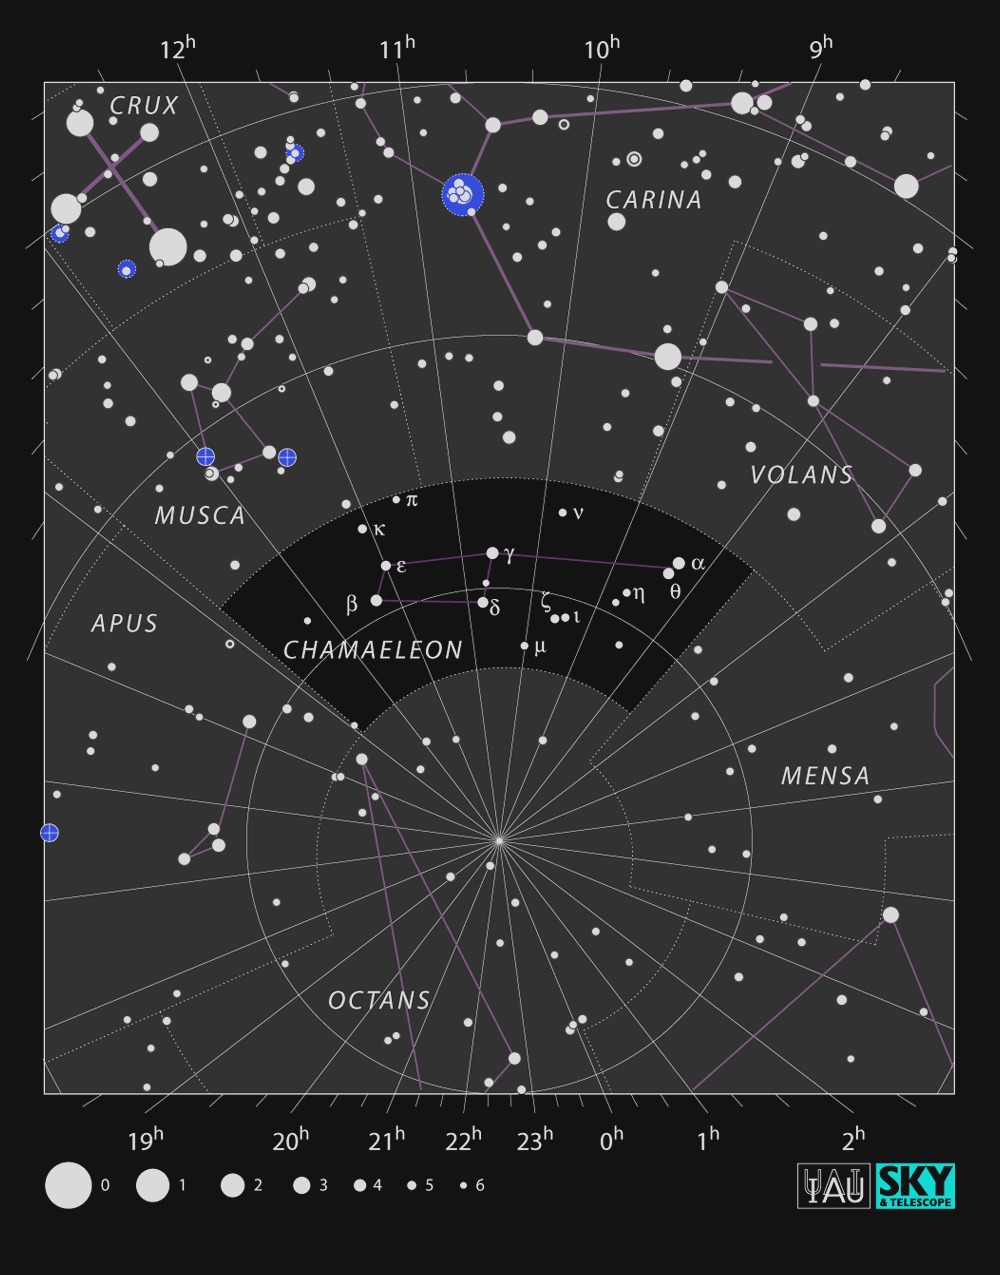 12h 11h 10h 9h
CRUX
CARINA
VOLANS
π
ν
MUSCA
κ
γ
ε
α
θ
η
β
δ
ζ
ι
APUS
CHAMAELEON
μ
MENSA
OCTANS
19h 20h 21h 22h 23h 0h 1h 2h
0 1 2 3 4 5 6
IAU
SKY
& TELESCOPE